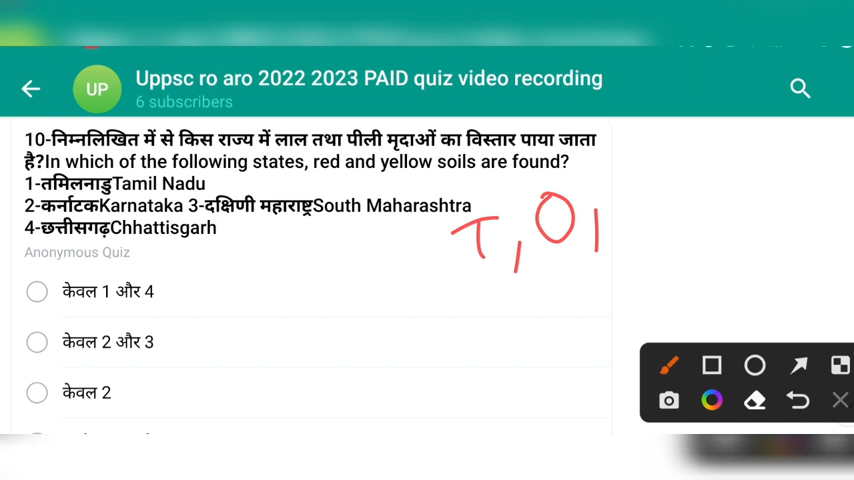 Uppsc ro aro 2022 2023 PAID quiz video recording
UP
6 subscribers
10-निम्नलिखित में से किस राज्य में लाल तथा पीली मृदाओं का विस्तार पाया जाता
है?In which of the following states, red and yellow soils are found?
1-तमिलनाडुTamil Nadu
2-कर्नाटकKarnataka 3-दक्षिणी महाराष्ट्रSouth Maharashtra
4-छत्तीसगढ़Chhattisgarh
T, O,
Anonymous Quiz
केवल 1 और 4
केवल 2 और 3
केवल 2